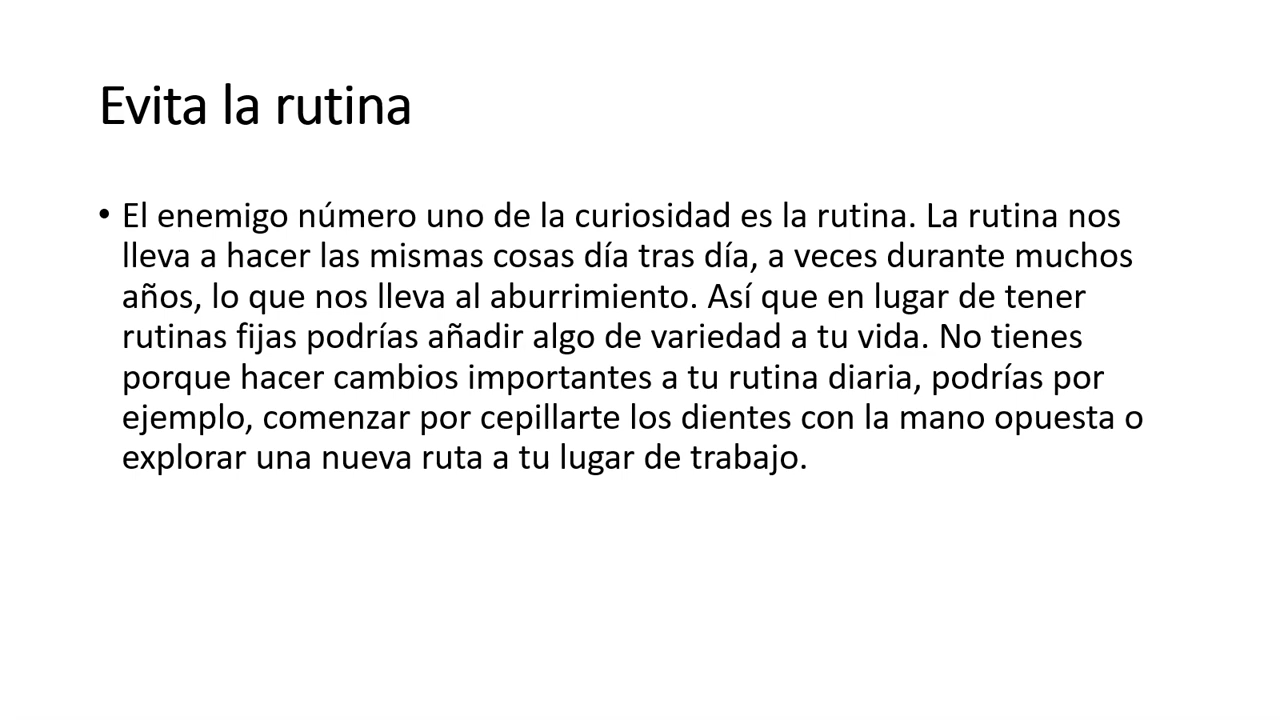 Evita la rutina
• El enemigo número uno de la curiosidad es la rutina. La rutina nos
lleva a hacer las mismas cosas día tras día, a veces durante muchos
años, lo que nos lleva al aburrimiento. Así que en lugar de tener
rutinas fijas podrías añadir algo de variedad a tu vida. No tienes
porque hacer cambios importantes a tu rutina diaria, podrías por
ejemplo, comenzar por cepillarte los dientes con la mano opuesta o
explorar una nueva ruta a tu lugar de trabajo.